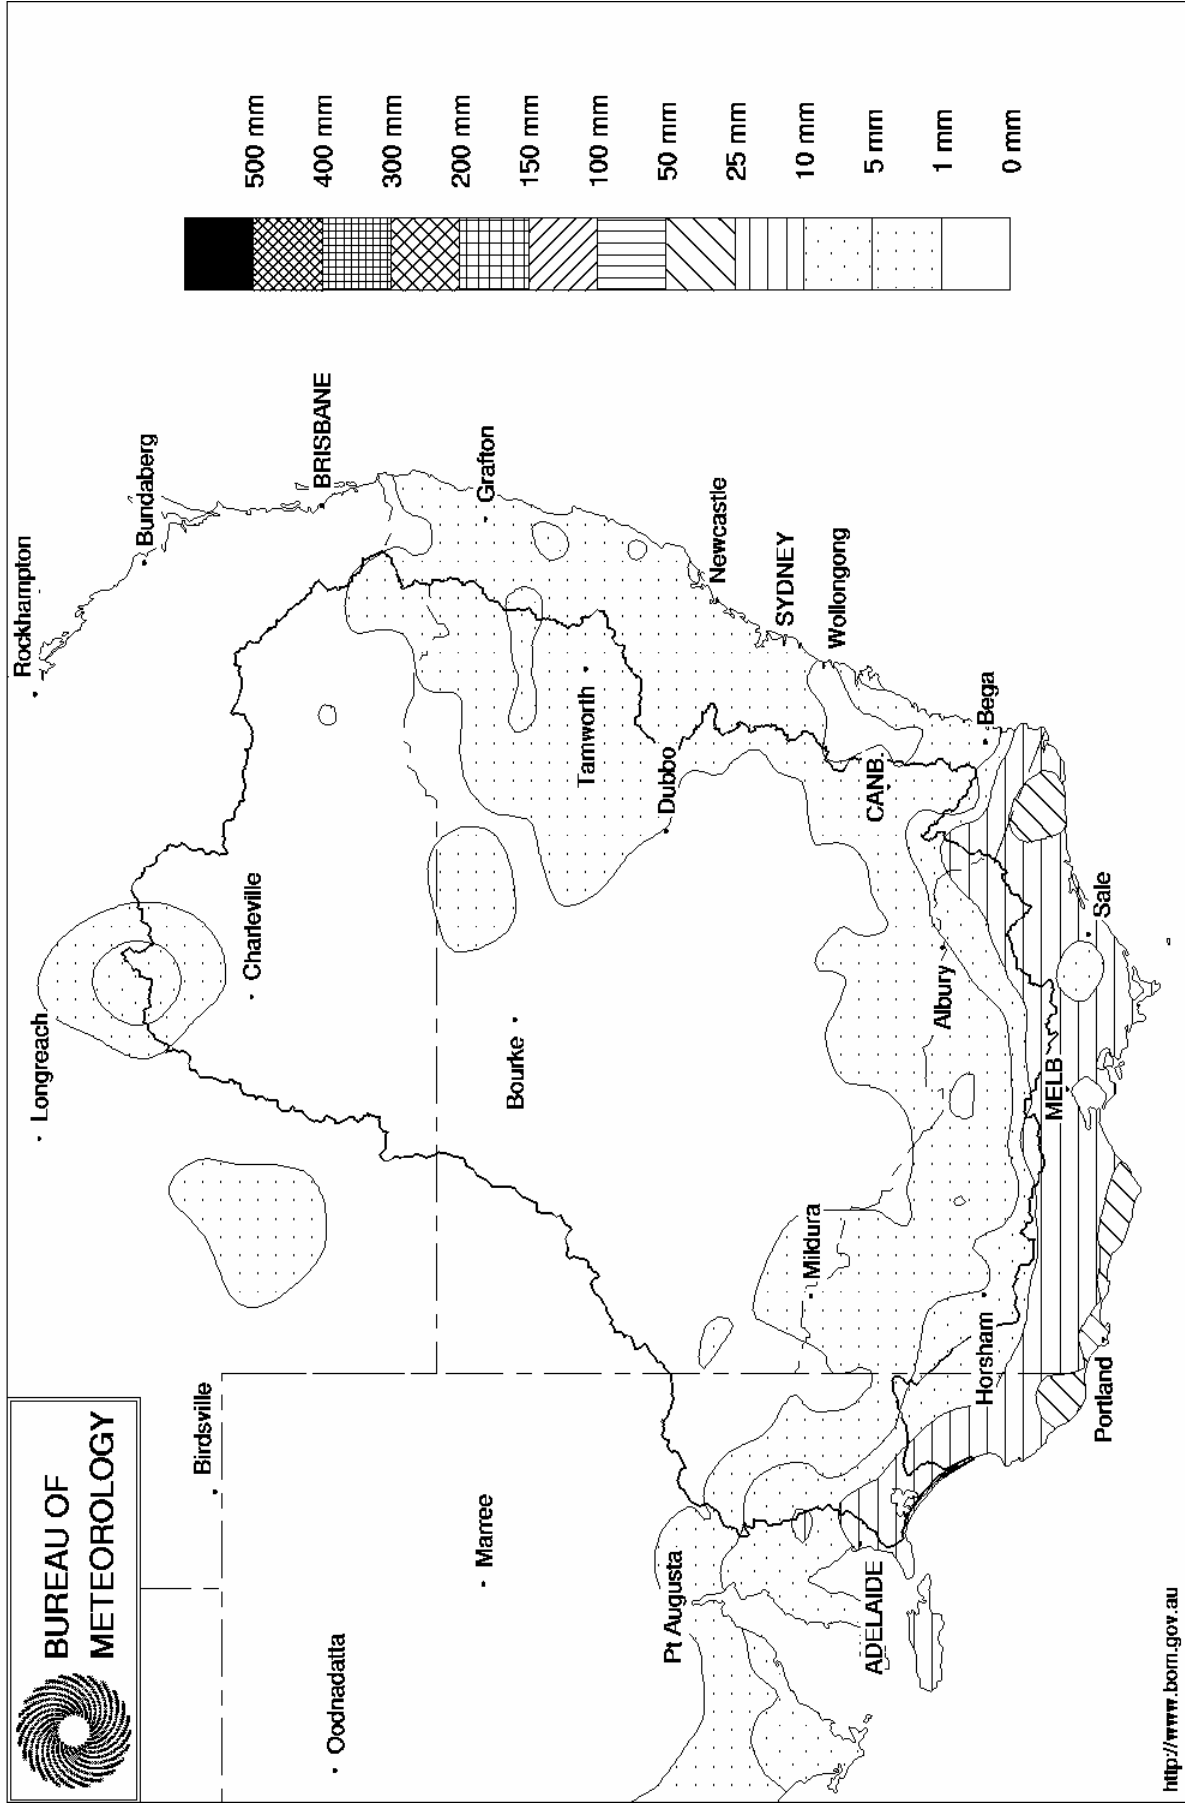 BUREAU OF
METEOROLOGY
Rockhampton
Longreach
Bundaberg
Birdsville
Charleville
BRISBANE
Oodnadatta
Marree
Bourke
Grafton
Tamworth
Pt Augusta
Dubbo
Newcastle
SYDNEY
Mildura
Wollongong
ADELAIDE
CANB.
Albury
Horsham
Bega
MELB
Portland
Sale
500 mm
400 mm
300 mm
200 mm
150 mm
100 mm
50 mm
25 mm
10 mm
5 mm
1 mm
0 mm
http://www.bom.gov.au